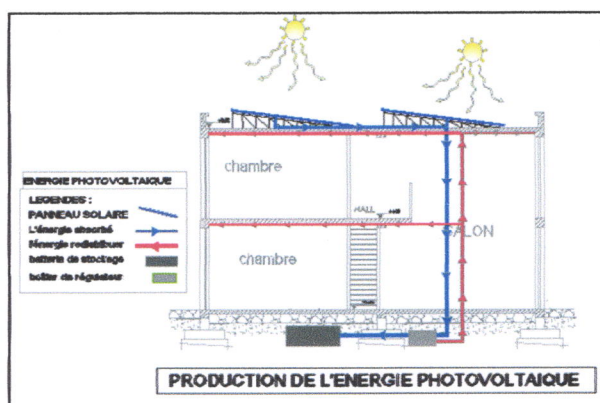 chambre
HALL
SALON
chambre
ENERGIE PHOTOVOLTAIQUE
LEGENDES :
PANNEAU SOLAIRE
L'énergie absorbé
l'énergie redistribuer
batterie de stockage
boîtier de régulateur
PRODUCTION DE L'ENERGIE PHOTOVOLTAIQUE